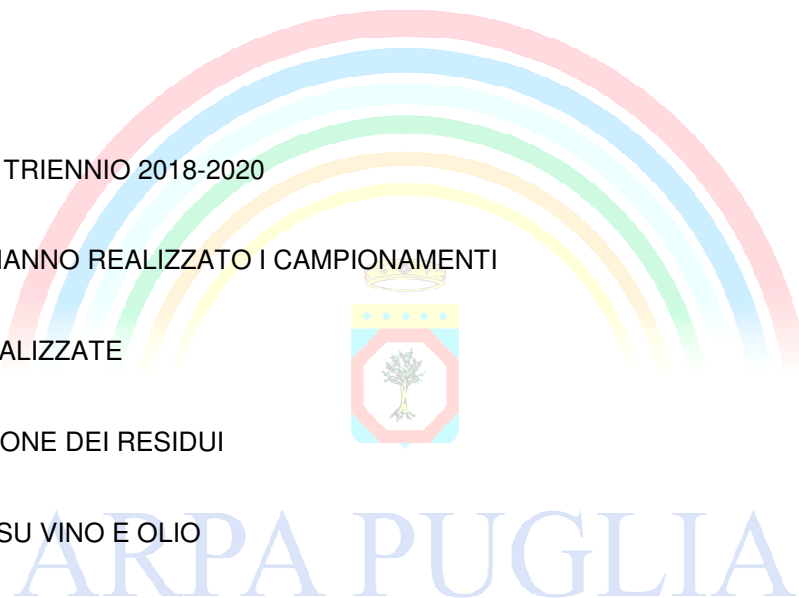 TRIENNIO 2018-2020
HANNO REALIZZATO I CAMPIONAMENTI
ALIZZATE
ONE DEI RESIDUI
SU VINO E OLIO
ARPA PUGLIA